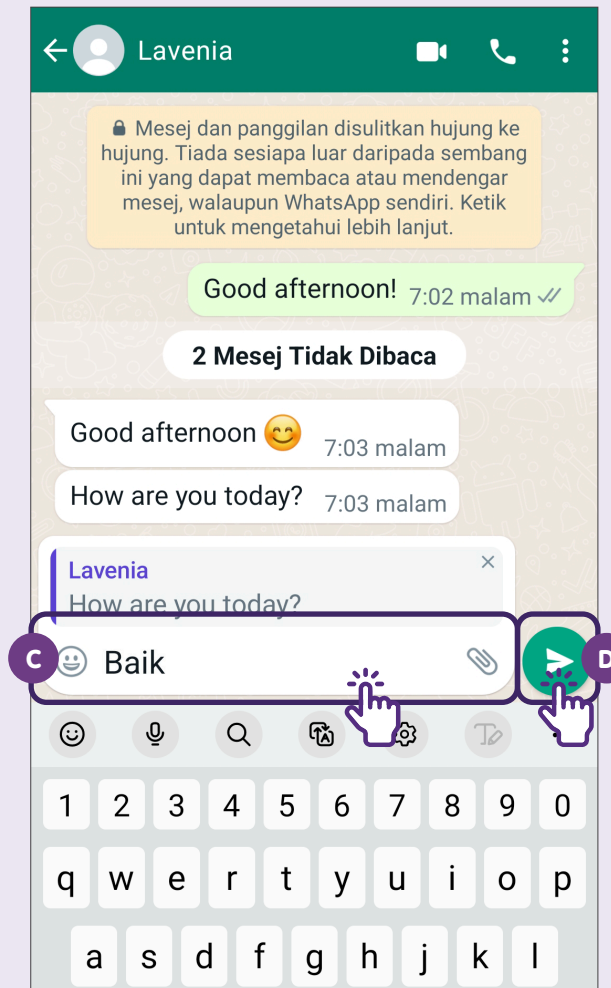 Lavenia
Mesej dan panggilan disulitkan hujung ke
hujung. Tiada sesiapa luar daripada sembang
ini yang dapat membaca atau mendengar
mesej, walaupun WhatsApp sendiri. Ketik
untuk mengetahui lebih lanjut.
Good afternoon! 7:02 malam
2 Mesej Tidak Dibaca
Good afternoon 😊 7:03 malam
How are you today? 7:03 malam
Lavenia
How are you today?
C Baik D
1 2 3 4 5 6 7 8 9 0
q w e r t y u i o p
a s d f g h j k l